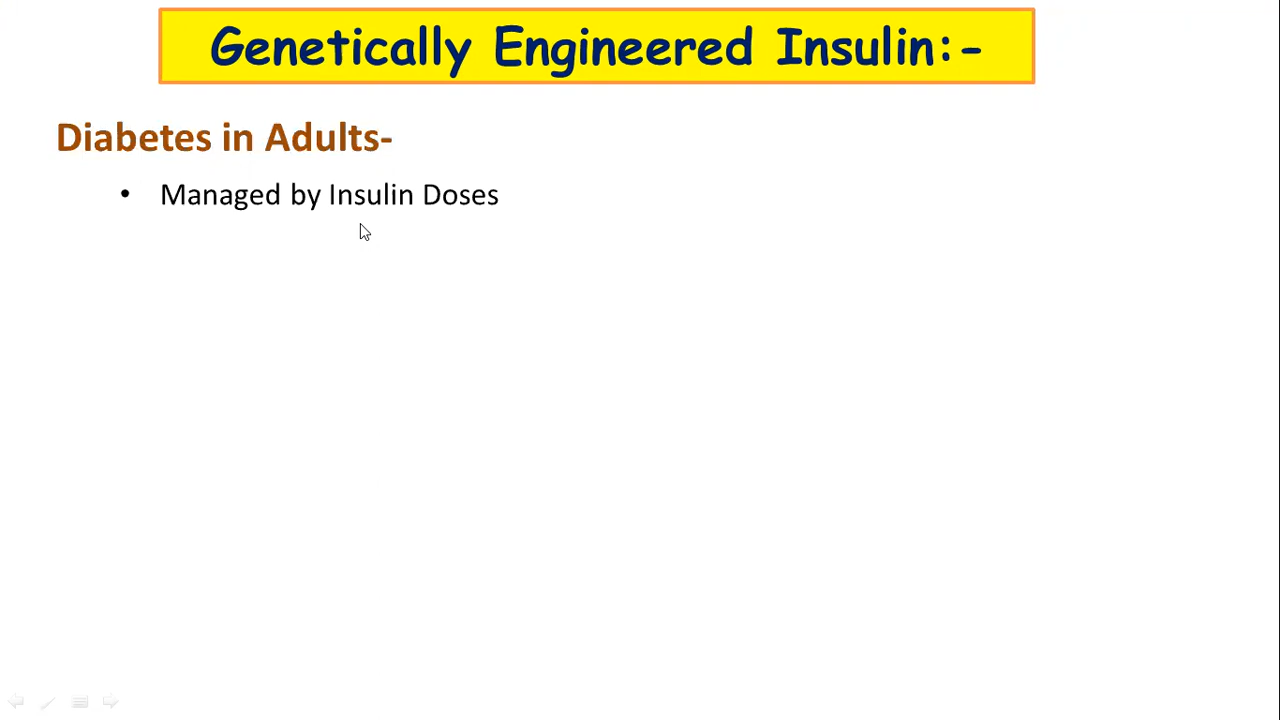 Genetically Engineered Insulin:-
Diabetes in Adults-
• Managed by Insulin Doses